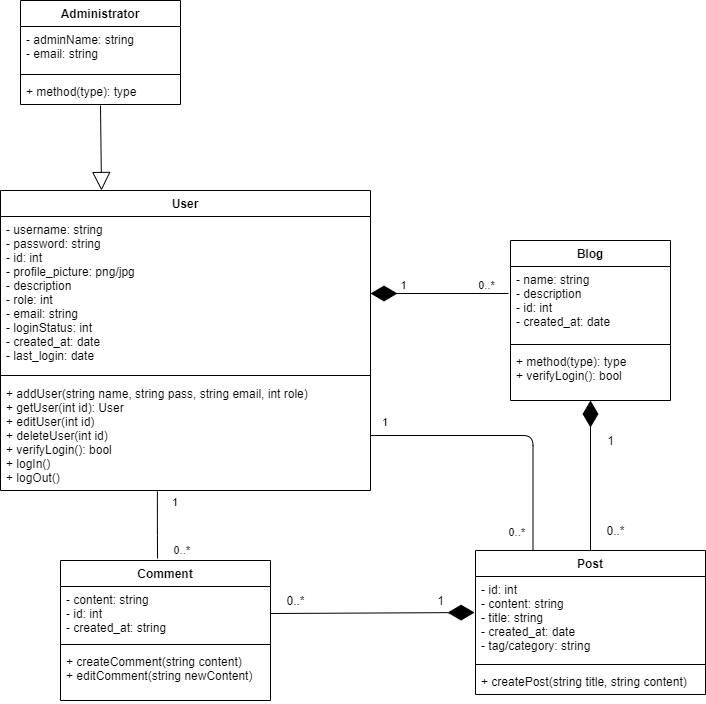 Administrator
- adminName: string
- email: string
+ method(type): type
User
- username: string
- password: string
- id: int
- profile_picture: png/jpg
- description
- role: int
- email: string
- loginStatus: int
- created_at: date
- last_login: date
+ addUser(string name, string pass, string email, int role)
+ getUser(int id): User
+ editUser(int id)
+ deleteUser(int id)
+ verifyLogin(): bool
+ logIn()
+ logOut()
1
0..*
Blog
- name: string
- description
- id: int
- created_at: date
+ method(type): type
+ verifyLogin(): bool
1
1
0..*
0..*
1
0..*
Comment
- content: string
- id: int
- created_at: string
+ createComment(string content)
+ editComment(string newContent)
0..*
1
Post
- id: int
- content: string
- title: string
- created_at: date
- tag/category: string
+ createPost(string title, string content)